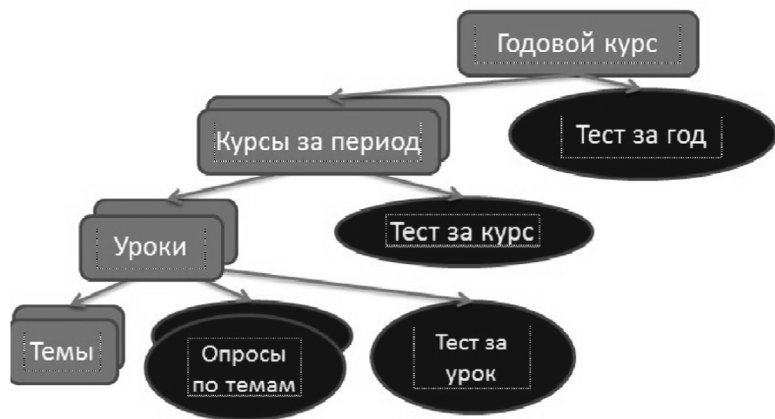 Годовой курс
Курсы за период
Тест за год
Уроки
Тест за курс
Темы
Опросы
по темам
Тест за
урок